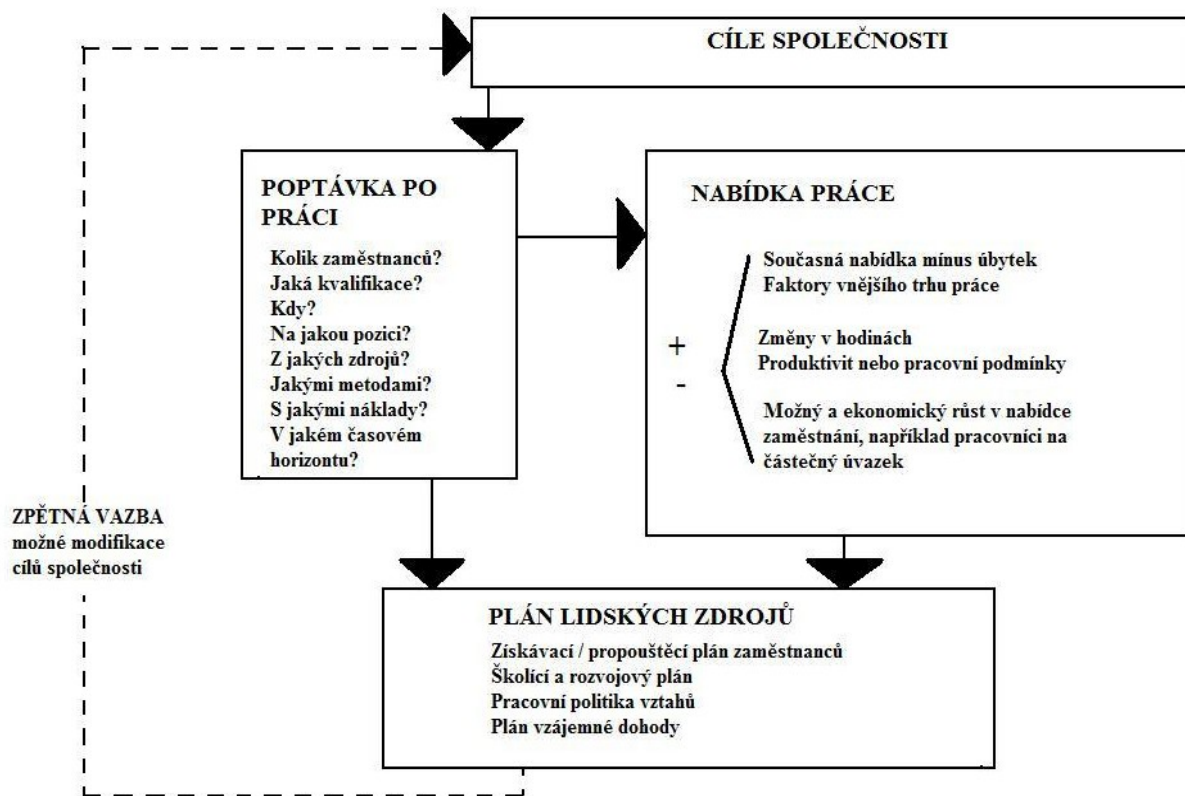 CÍLE SPOLEČNOSTI
POPTÁVKA PO
PRÁCI
Kolik zaměstnanců?
Jaká kvalifikace?
Kdy?
Na jakou pozici?
Z jakých zdrojů?
Jakými metodami?
S jakými náklady?
V jakém časovém
horizontu?
NABÍDKA PRÁCE
Současná nabídka mínus úbytek
Faktory vnějšího trhu práce
+
-
Změny v hodinách
Produktivit nebo pracovní podmínky
Možný a ekonomický růst v nabídce
zaměstnání, například pracovníci na
částečný úvazek
ZPĚTNÁ VAZBA
možné modifikace
cílů společnosti
PLÁN LIDSKÝCH ZDROJŮ
Získávací / propouštěcí plán zaměstnanců
Školící a rozvojový plán
Pracovní politika vztahů
Plán vzájemné dohody